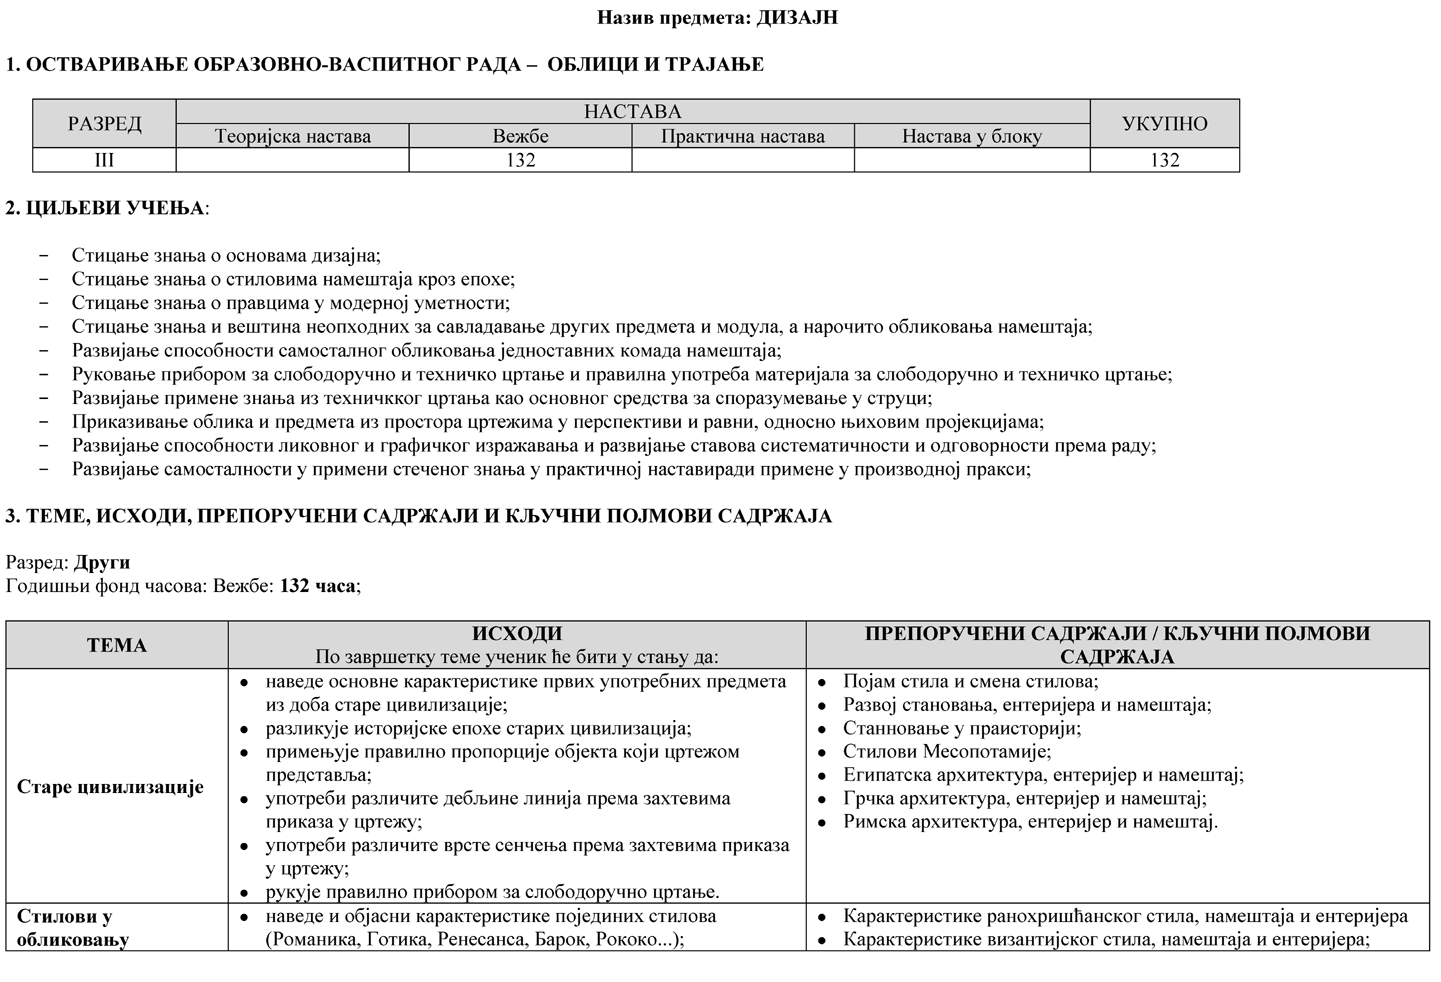 Назив предмета: ДИЗАЈН
1. ОСТВАРИВАЊЕ ОБРАЗОВНО-ВАСПИТНОГ РАДА – ОБЛИЦИ И ТРАЈАЊЕ
РАЗРЕД
НАСТАВА
УКУПНО
Теоријска настава
Вежбе
Практична настава
Настава у блоку
III
132
132
2. ЦИЉЕВИ УЧЕЊА:
− Стицање знања о основама дизајна;
− Стицање знања о стиловима намештаја кроз епохе;
− Стицање знања о правцима у модерној уметности;
− Стицање знања и вештина неопходних за савладавање других предмета и модула, а нарочито обликовања намештаја;
− Развијање способности самосталног обликовања једноставних комада намештаја;
− Руковање прибором за слободоручно и техничко цртање и правилна употреба материјала за слободоручно и техничко цртање;
− Развијање примене знања из техничкког цртања као основног средства за споразумевање у струци;
− Приказивање облика и предмета из простора цртежима у перспективи и равни, односно њиховим пројекцијама;
− Развијање способности ликовног и графичког изражавања и развијање ставова систематичности и одговорности према раду;
− Развијање самосталности у примени стеченог знања у практичној наставиради примене у производној пракси;
3. ТЕМЕ, ИСХОДИ, ПРЕПОРУЧЕНИ САДРЖАЈИ И КЉУЧНИ ПОЈМОВИ САДРЖАЈА
Разред: Други
Годишњи фонд часова: Вежбе: 132 часа;
ТЕМА
ИСХОДИ
По завршетку теме ученик ће бити у стању да:
ПРЕПОРУЧЕНИ САДРЖАЈИ / КЉУЧНИ ПОЈМОВИ
САДРЖАЈА
Старе цивилизације
• наведе основне карактеристике првих употребних предмета
из доба старе цивилизације;
• разликује историјске епохе старих цивилизација;
• примењује правилно пропорције објекта који цртежом
представља;
• употреби различите дебљине линија према захтевима
приказа у цртежу;
• употреби различите врсте сенчења према захтевима приказа
у цртежу;
• рукује правилно прибором за слободоручно цртање.
• Појам стила и смена стилова;
• Развој становања, ентеријера и намештаја;
• Станновање у праисторији;
• Стилови Месопотамије;
• Египатска архитектура, ентеријер и намештај;
• Грчка архитектура, ентеријер и намештај;
• Римска архитектура, ентеријер и намештај.
Стилови у
обликовању
• наведе и објасни карактеристике појединих стилова
(Романика, Готика, Ренесанса, Барок, Рококо...);
• Карактеристике ранохришћанског стила, намештаја и ентеријера
• Карактеристике византијског стила, намештаја и ентеријера;